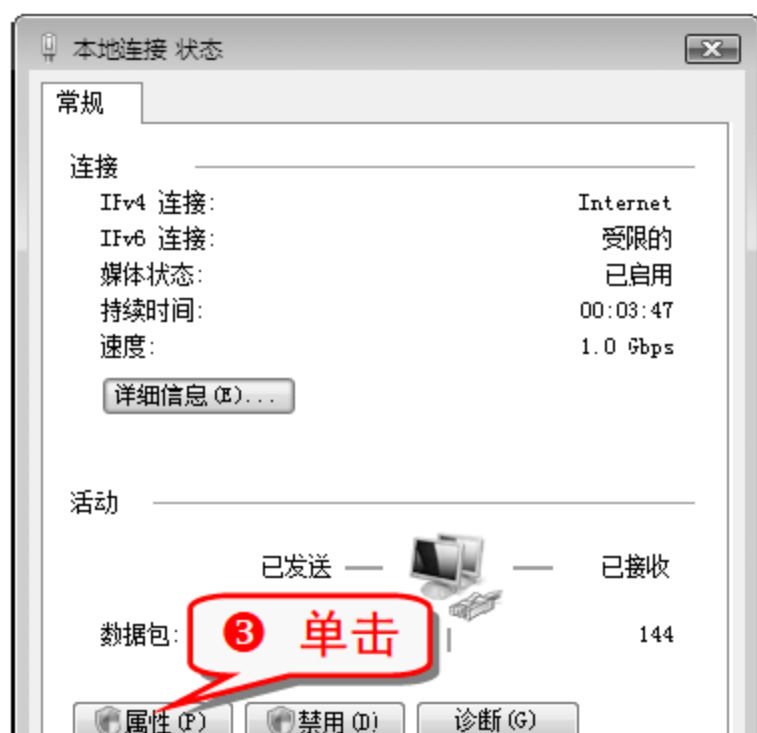 本地连接 状态
常规
连接
IPv4 连接: Internet
IPv6 连接: 受限的
媒体状态: 已启用
持续时间: 00:03:47
速度: 1.0 Gbps
详细信息(E)...
活动
已发送 — — 已接收
数据包: 144
3 单击
属性(P) 禁用(D) 诊断(G)